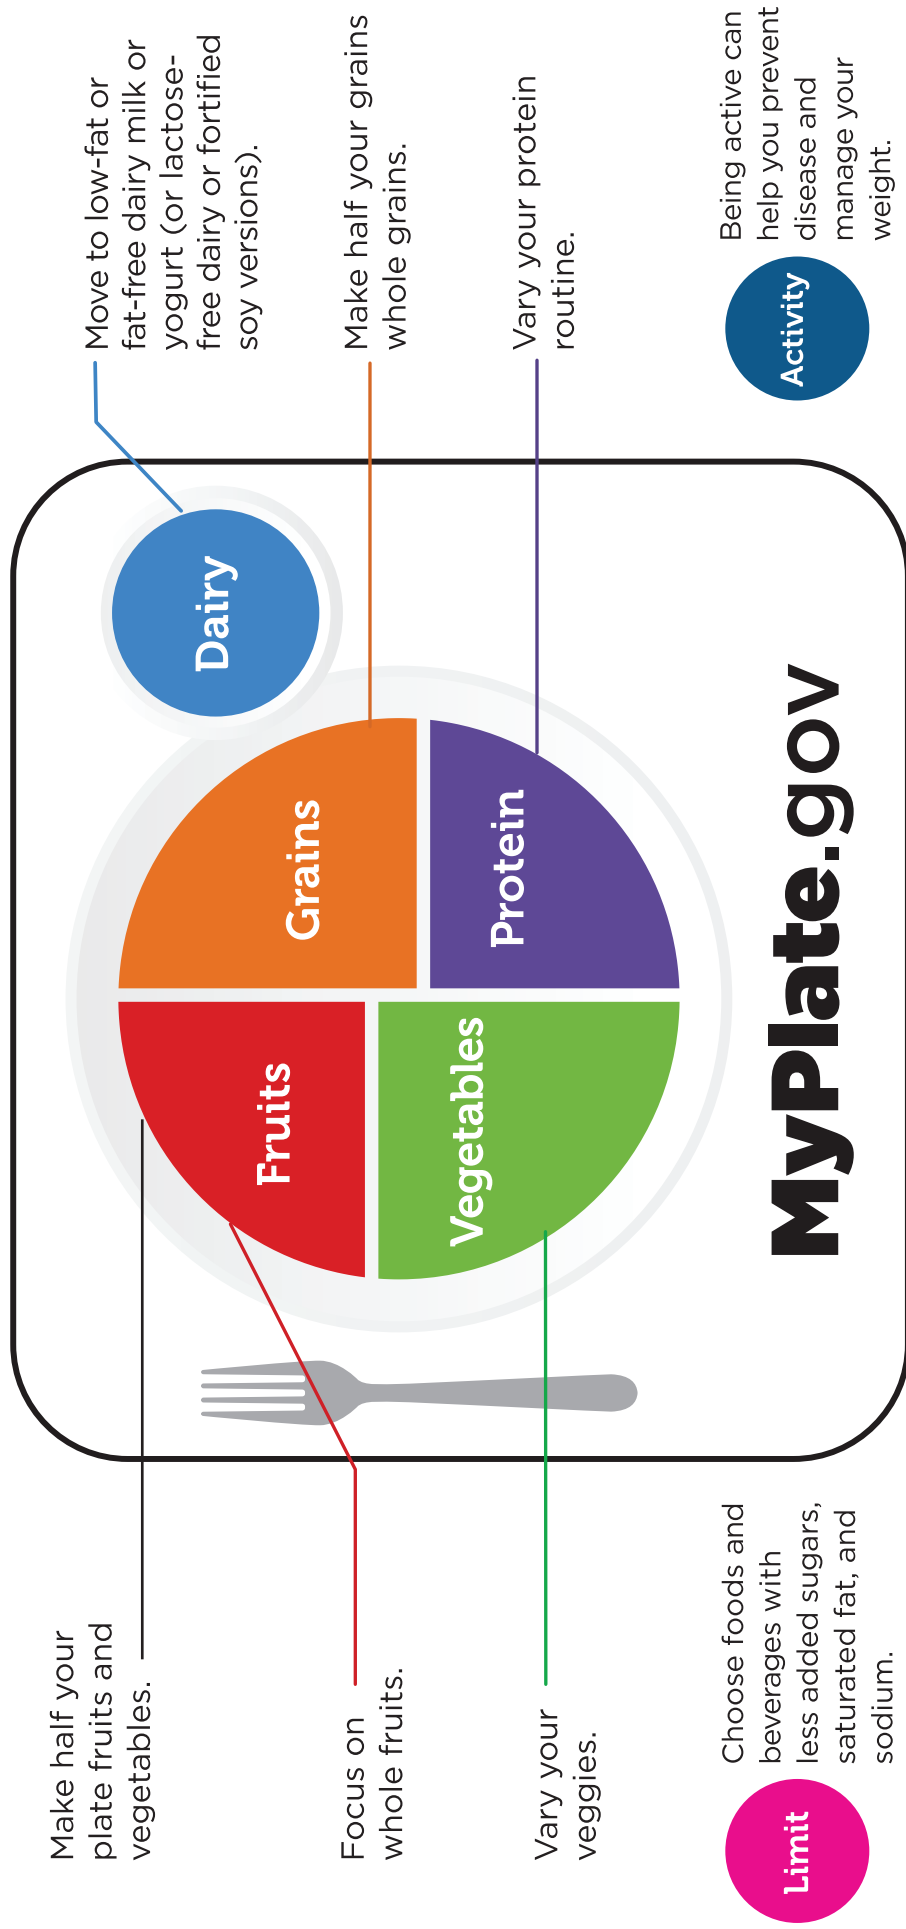 Make half your
plate fruits and
vegetables.
Focus on
whole fruits.
Vary your
veggies.
Fruits
Vegetables
Grains
Protein
Dairy
MyPlate.gov
Move to low-fat or
fat-free dairy milk or
yogurt (or lactose-
free dairy or fortified
soy versions).
Make half your grains
whole grains.
Vary your protein
routine.
Limit
Choose foods and
beverages with
less added sugars,
saturated fat, and
sodium.
Activity
Being active can
help you prevent
disease and
manage your
weight.